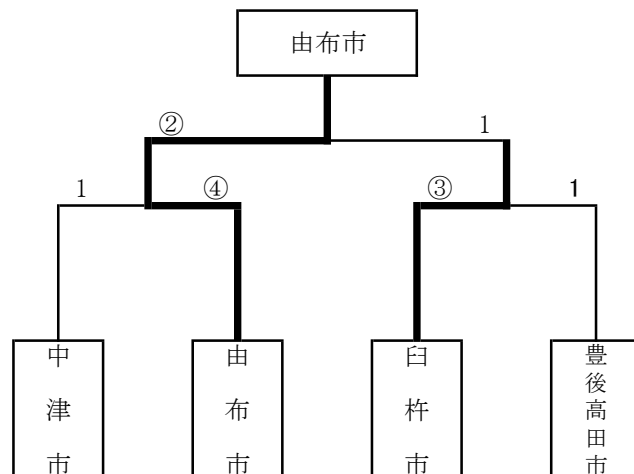 由布市
② 1
1 ④ ③ 1
中津市
由布市
臼杵市
豊後高田市